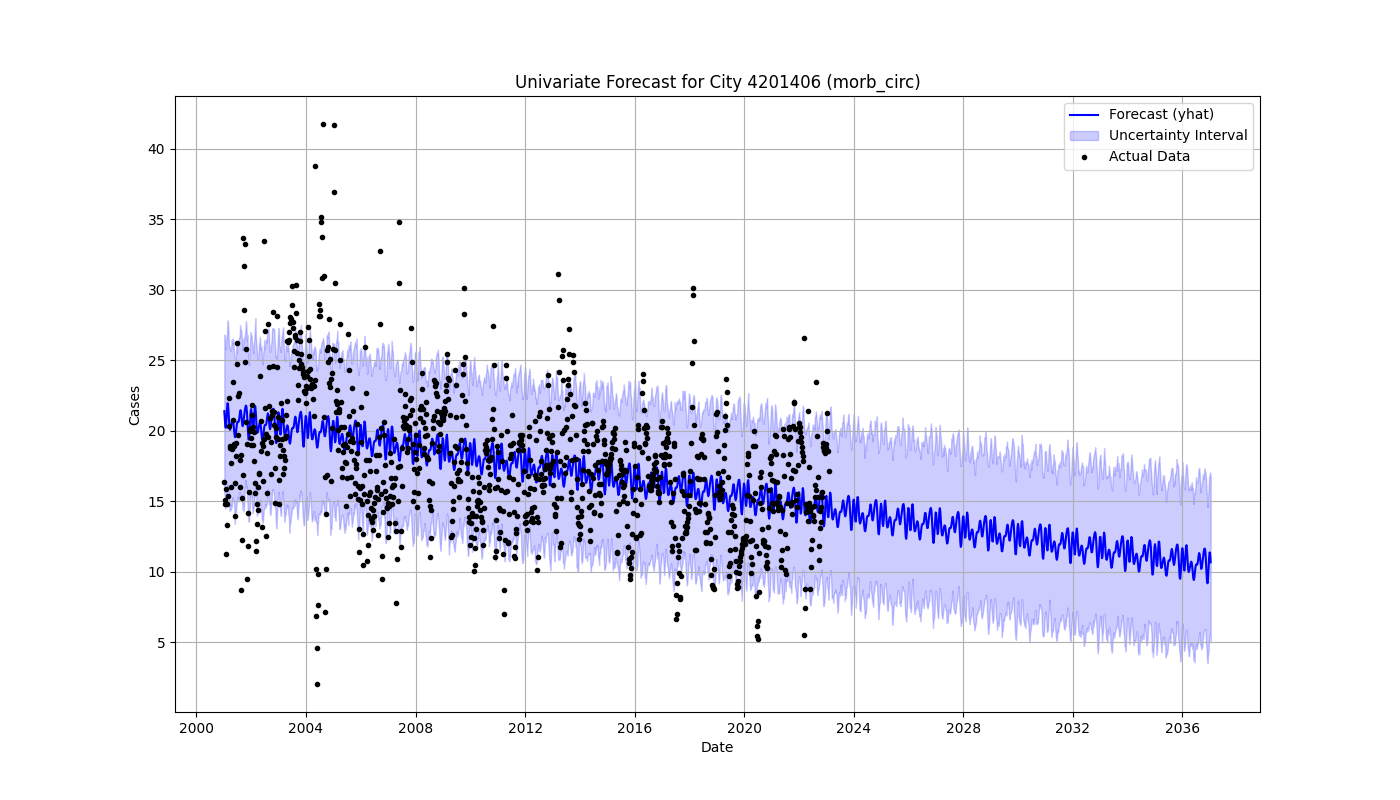 Univariate Forecast for City 4201406 (morb_circ)
Forecast (yhat)
Uncertainty Interval
Actual Data
Cases
40
35
30
25
20
15
10
5
2000 2004 2008 2012 2016 2020 2024 2028 2032 2036
Date